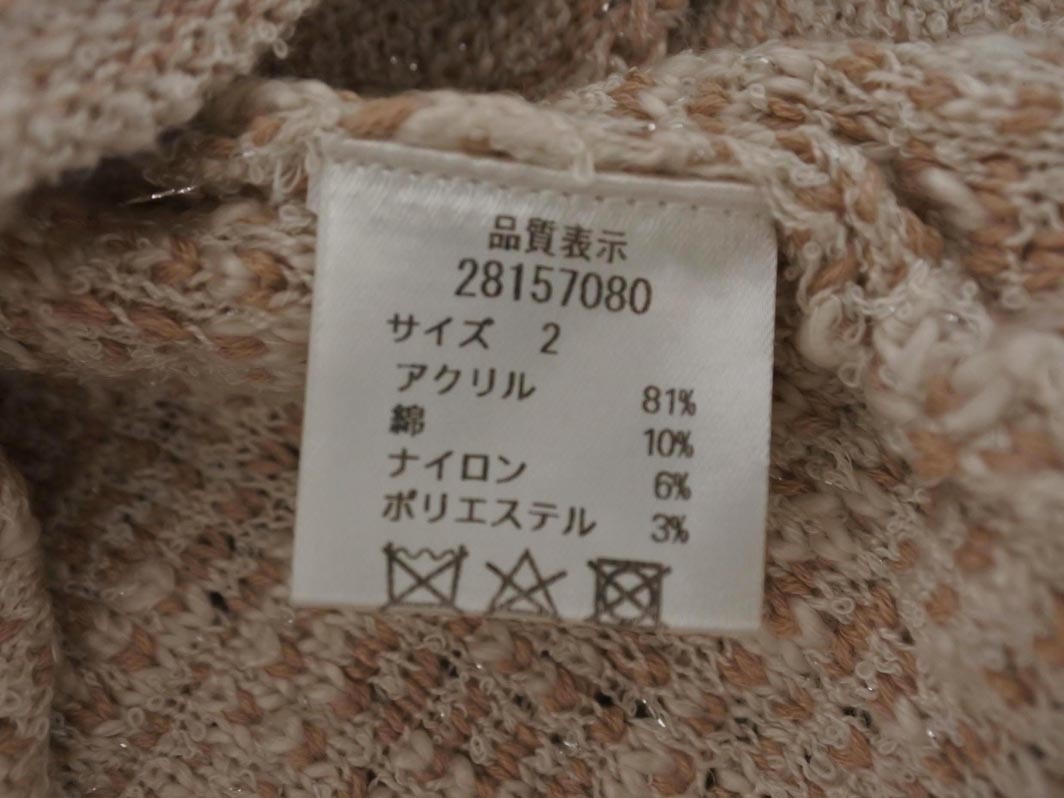 品質表示
28157080
サイズ 2
アクリル 81%
綿 10%
ナイロン 6%
ポリエステル 3%